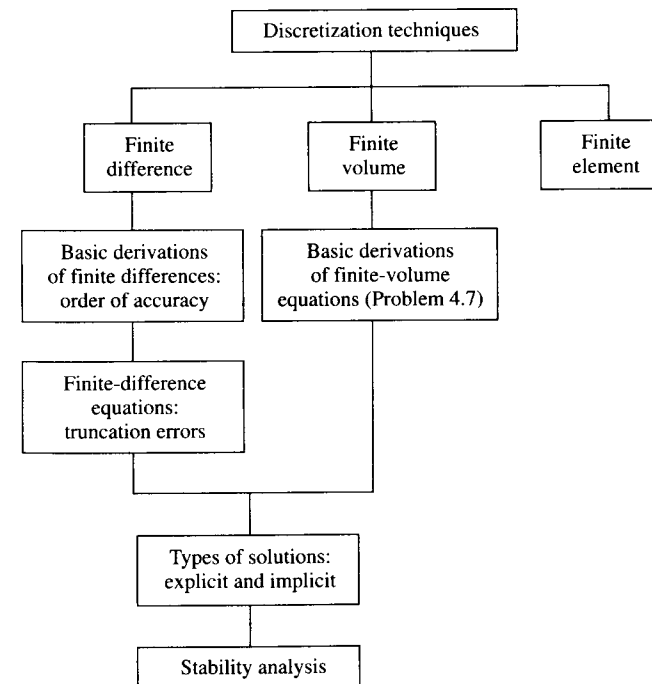 Discretization techniques
Finite
difference
Finite
volume
Finite
element
Basic derivations
of finite differences:
order of accuracy
Basic derivations
of finite-volume
equations (Problem 4.7)
Finite-difference
equations:
truncation errors
Types of solutions:
explicit and implicit
Stability analysis